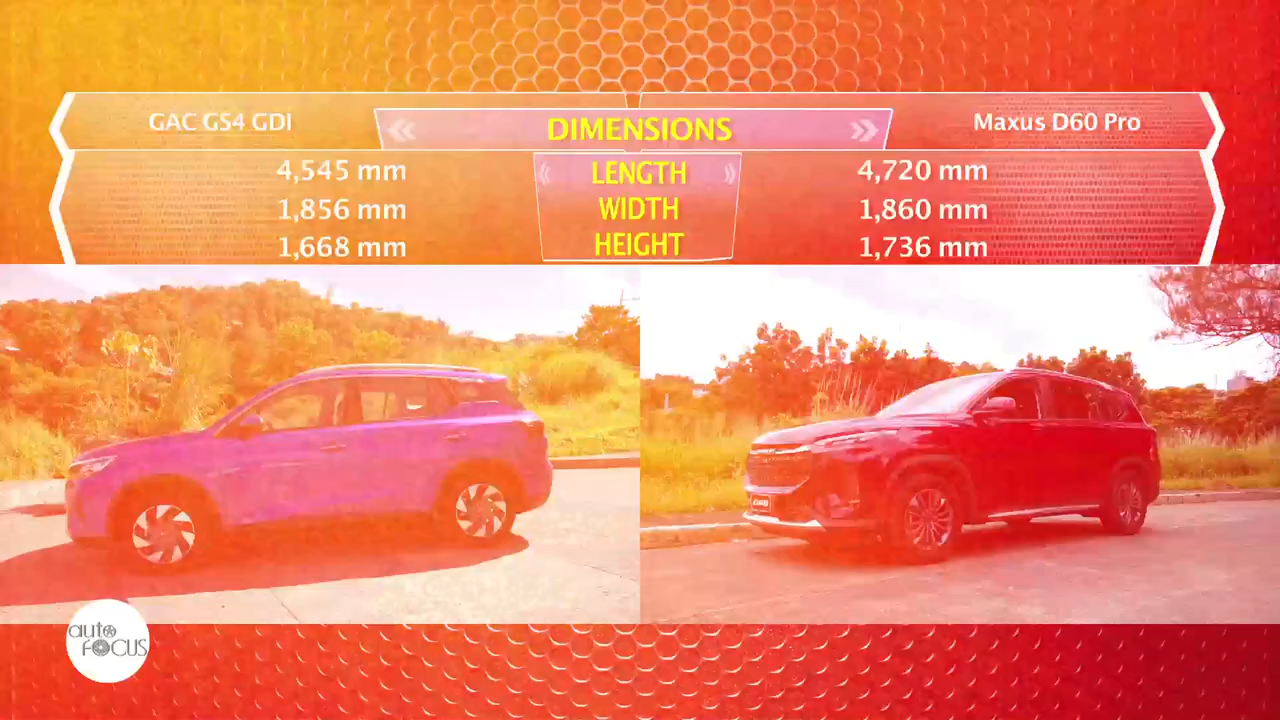 GAC GS4 GDI
DIMENSIONS
Maxus D60 Pro
4,545 mm
LENGTH
4,720 mm
1,856 mm
WIDTH
1,860 mm
1,668 mm
HEIGHT
1,736 mm
auto
FOCUS